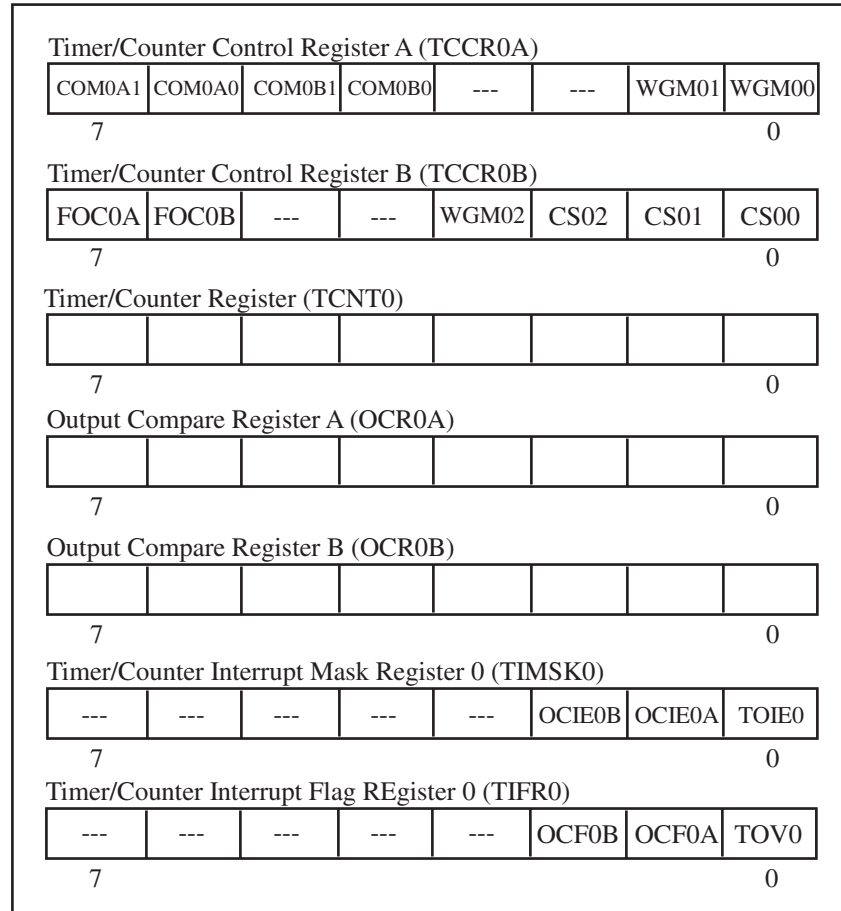 Timer/Counter Control Register A (TCCR0A)
COM0A1 COM0A0 COM0B1 COM0B0 --- --- WGM01 WGM00
7 0
Timer/Counter Control Register B (TCCR0B)
FOC0A FOC0B --- --- WGM02 CS02 CS01 CS00
7 0
Timer/Counter Register (TCNT0)
7 0
Output Compare Register A (OCR0A)
7 0
Output Compare Register B (OCR0B)
7 0
Timer/Counter Interrupt Mask Register 0 (TIMSK0)
--- --- --- --- --- OCIE0B OCIE0A TOIE0
7 0
Timer/Counter Interrupt Flag REgister 0 (TIFR0)
--- --- --- --- --- OCF0B OCF0A TOV0
7 0